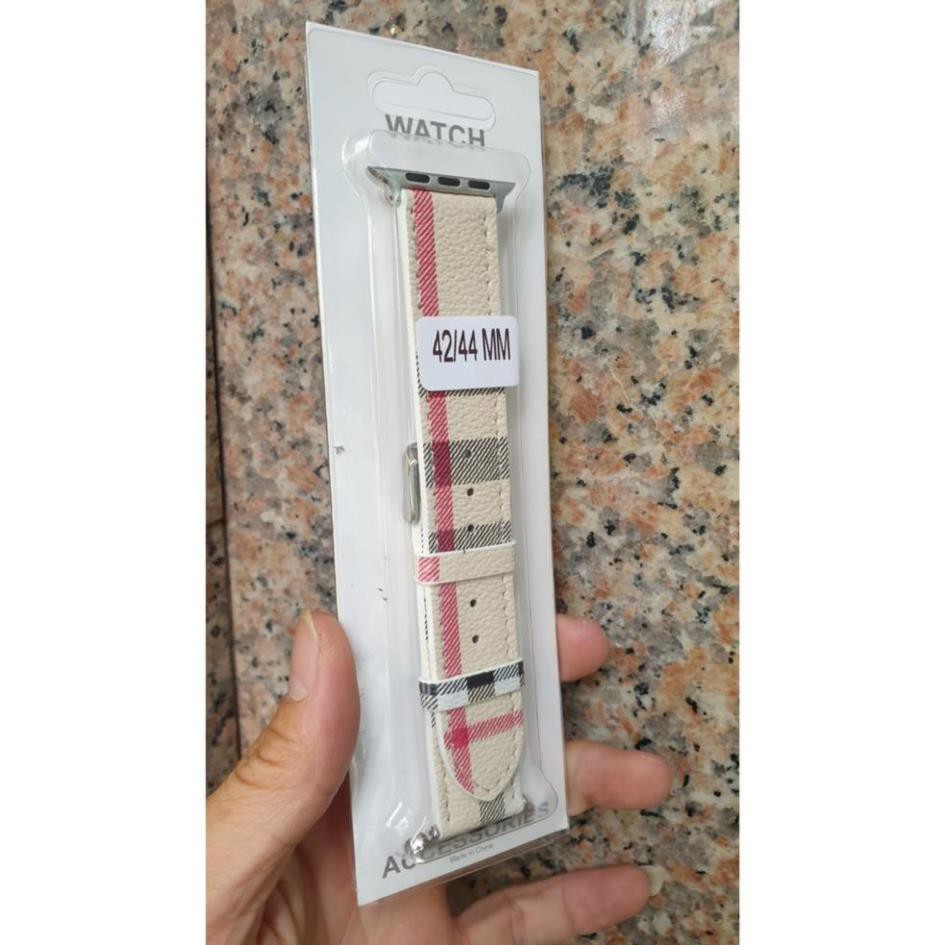 WATCH
42/44 MM
ACCESSORIES
Made in China